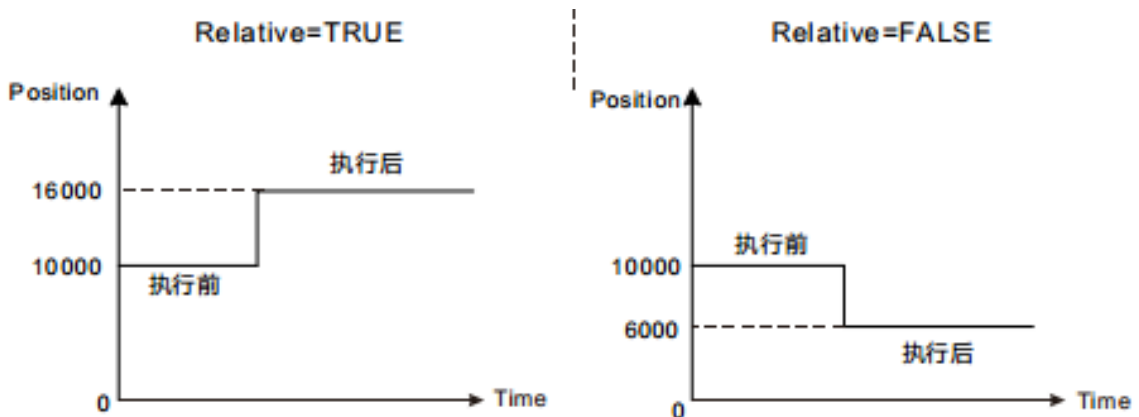 Relative=TRUE
Position
16000
10000
0
执行后
执行前
Time
Relative=FALSE
Position
10000
6000
0
执行前
执行后
Time